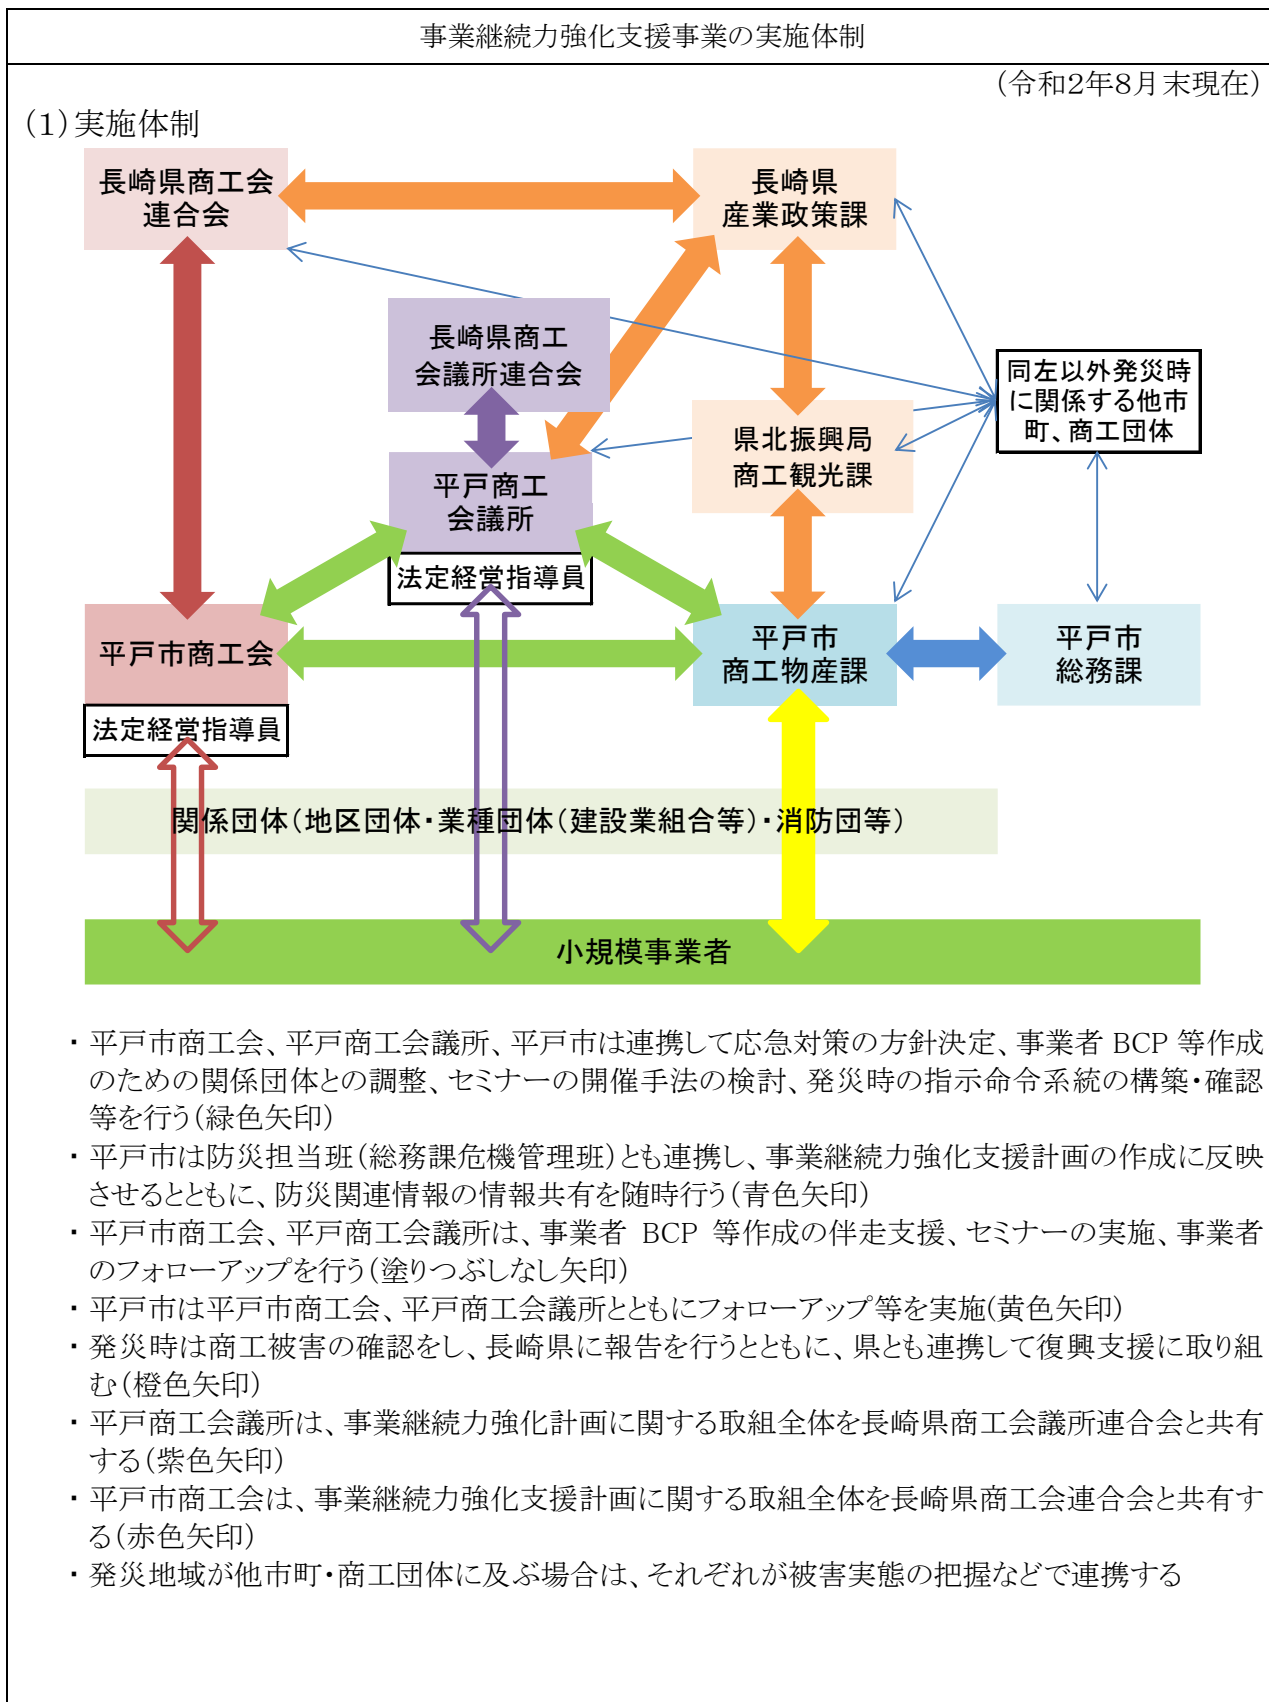 事業継続力強化支援事業の実施体制
（令和2年8月末現在）
（1）実施体制
長崎県商工会
連合会
長崎県
産業政策課
長崎県商工
会議所連合会
同左以外発災時
に関係する他市
町、商工団体
県北振興局
商工観光課
平戸商工
会議所
法定経営指導員
平戸市商工会
平戸市
商工物産課
平戸市
総務課
法定経営指導員
関係団体（地区団体・業種団体（建設業組合等）・消防団等）
小規模事業者
・平戸市商工会、平戸商工会議所、平戸市は連携して応急対策の方針決定、事業者 BCP 等作成
のための関係団体との調整、セミナーの開催手法の検討、発災時の指示命令系統の構築・確認
等を行う（緑色矢印）
・平戸市は防災担当班（総務課危機管理班）とも連携し、事業継続力強化支援計画の作成に反映
させるとともに、防災関連情報の情報共有を随時行う（青色矢印）
・平戸市商工会、平戸商工会議所は、事業者 BCP 等作成の伴走支援、セミナーの実施、事業者
のフォローアップを行う（塗りつぶしなし矢印）
・平戸市は平戸市商工会、平戸商工会議所とともにフォローアップ等を実施(黄色矢印）
・発災時は商工被害の確認をし、長崎県に報告を行うとともに、県とも連携して復興支援に取り組
む（橙色矢印）
・平戸商工会議所は、事業継続力強化計画に関する取組全体を長崎県商工会議所連合会と共有
する（紫色矢印）
・平戸市商工会は、事業継続力強化支援計画に関する取組全体を長崎県商工会連合会と共有す
る（赤色矢印）
・発災地域が他市町・商工団体に及ぶ場合は、それぞれが被害実態の把握などで連携する